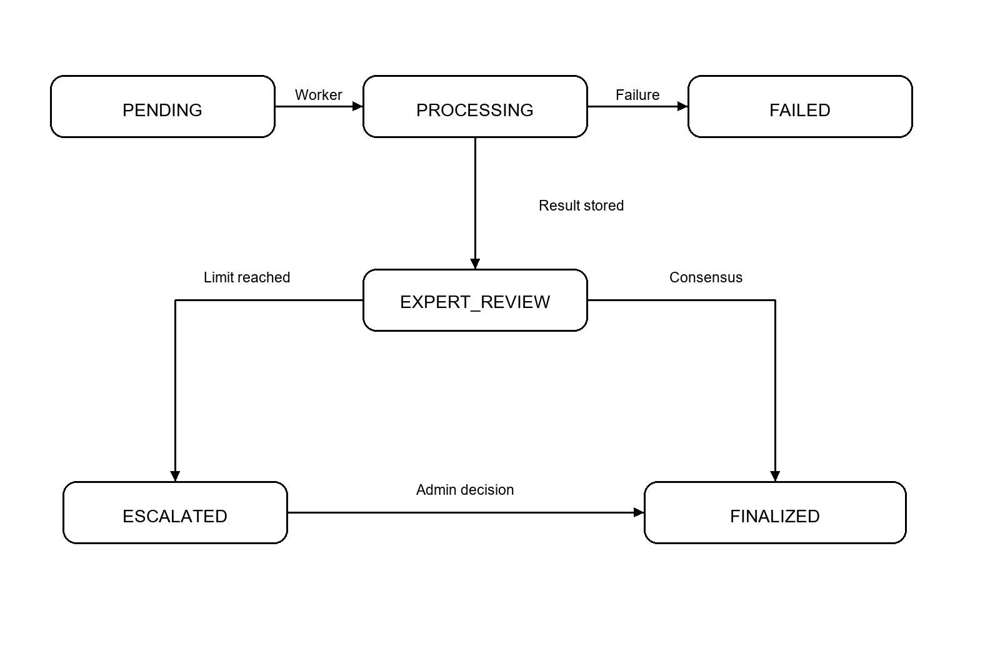 PENDING
Worker
PROCESSING
Failure
FAILED
Result stored
Limit reached
EXPERT_REVIEW
Consensus
Admin decision
ESCALATED
FINALIZED